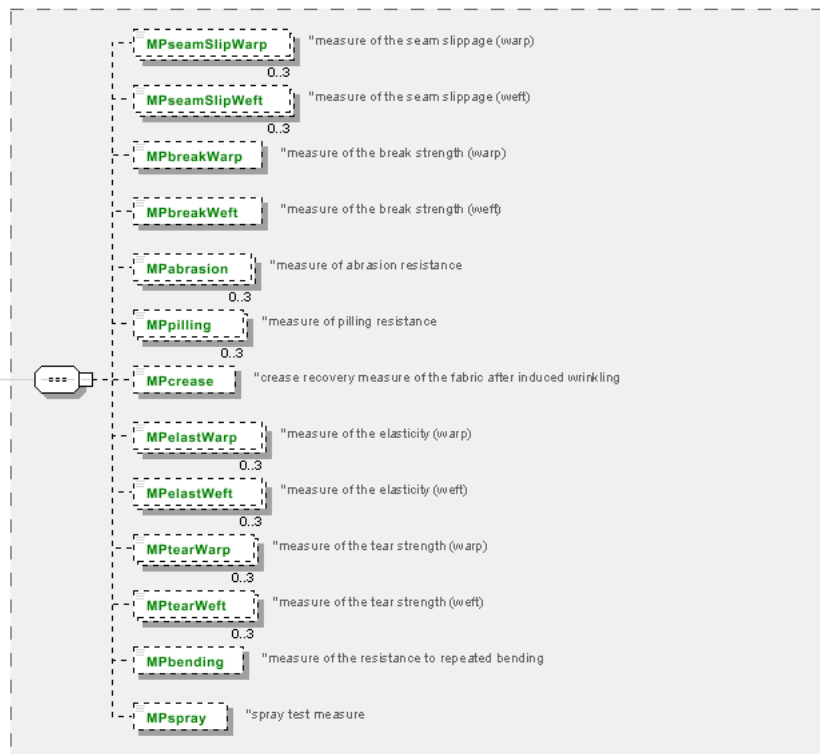 MPseamSlipWarp "measure of the seam slippage (warp)
0..3
MPseamSlipWeft "measure of the seam slippage (weft)
0..3
MPbreakWarp "measure of the break strength (warp)
MPbreakWeft "measure of the break strength (weft)
MPabrasion "measure of abrasion resistance
0..3
MPpilling "measure of pilling resistance
0..3
MPcrease "crease recovery measure of the fabric after induced wrinkling
MPelastWarp "measure of the elasticity (warp)
0..3
MPelastWeft "measure of the elasticity (weft)
0..3
MPtearWarp "measure of the tear strength (warp)
0..3
MPtearWeft "measure of the tear strength (weft)
0..3
MPbending "measure of the resistance to repeated bending
MPspray "spray test measure